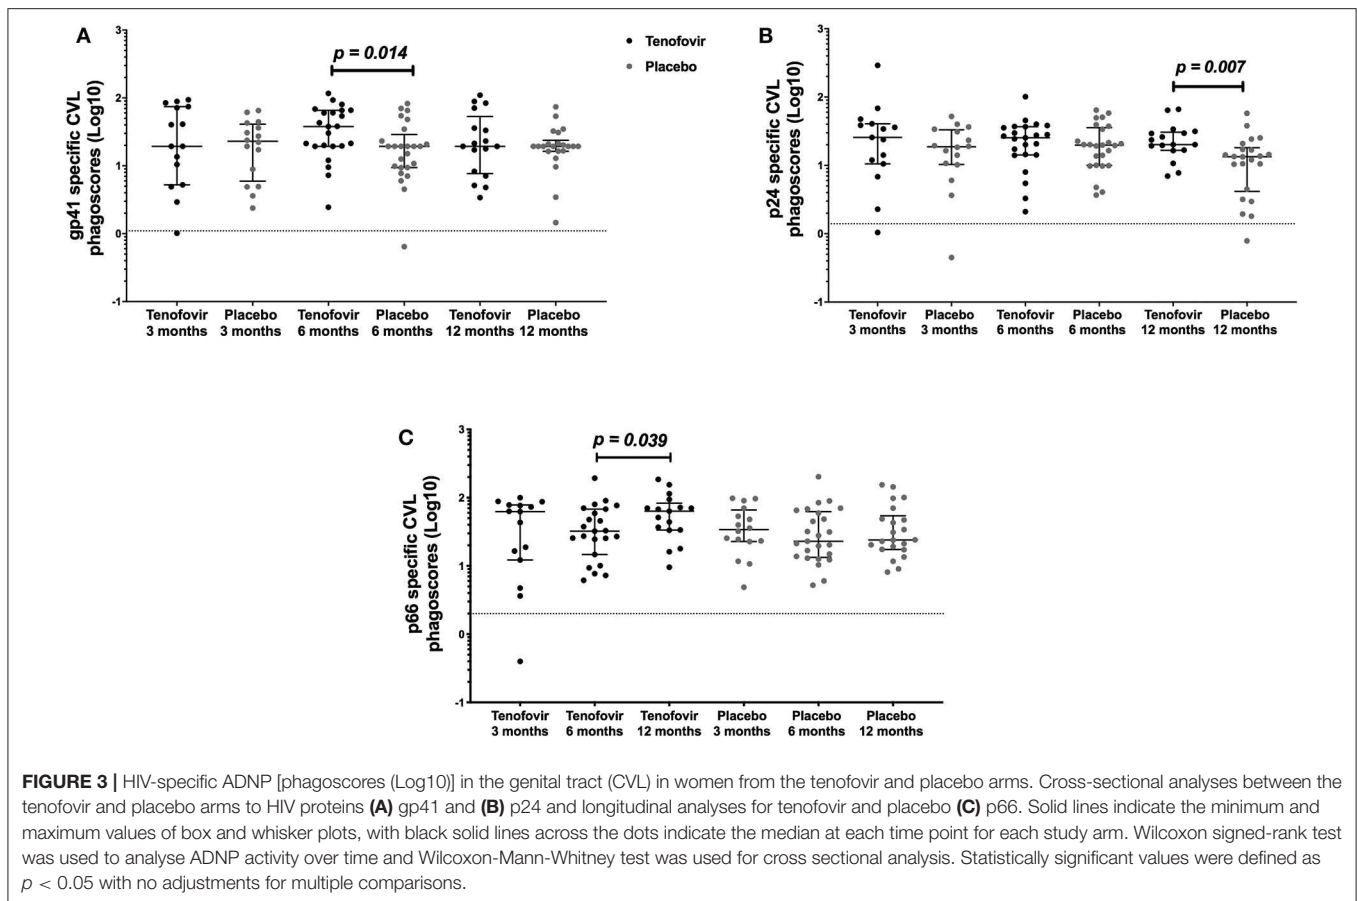 A
gp41 specific CVL
phagoscores (Log10)
3
2
1
0
-1
p = 0.014
Tenofovir
3 months
Placebo
3 months
Tenofovir
6 months
Placebo
6 months
Tenofovir
12 months
Placebo
12 months
Tenofovir
Placebo
B
p24 specific CVL
phagoscores (Log10)
3
2
1
0
-1
p = 0.007
Tenofovir
3 months
Placebo
3 months
Tenofovir
6 months
Placebo
6 months
Tenofovir
12 months
Placebo
12 months
C
p66 specific CVL
phagoscores (Log10)
3
2
1
0
-1
p = 0.039
Tenofovir
3 months
Tenofovir
6 months
Tenofovir
12 months
Placebo
3 months
Placebo
6 months
Placebo
12 months
FIGURE 3 | HIV-specific ADNP [phagoscores (Log10)] in the genital tract (CVL) in women from the tenofovir and placebo arms. Cross-sectional analyses between the
tenofovir and placebo arms to HIV proteins (A) gp41 and (B) p24 and longitudinal analyses for tenofovir and placebo (C) p66. Solid lines indicate the minimum and
maximum values of box and whisker plots, with black solid lines across the dots indicate the median at each time point for each study arm. Wilcoxon signed-rank test
was used to analyse ADNP activity over time and Wilcoxon-Mann-Whitney test was used for cross sectional analysis. Statistically significant values were defined as
p < 0.05 with no adjustments for multiple comparisons.